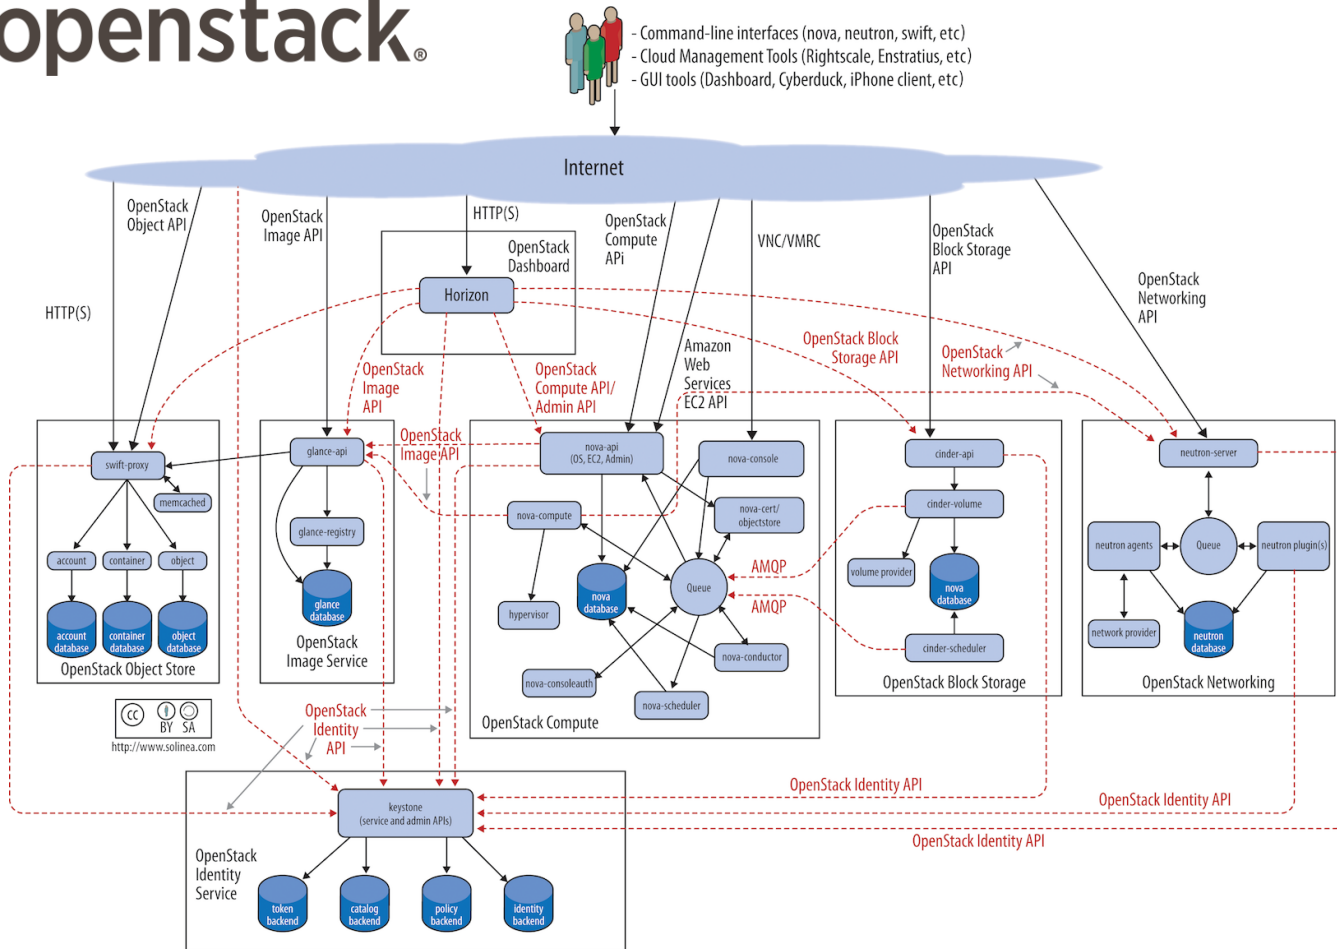 openstack®
- Command-line interfaces (nova, neutron, swift, etc)
- Cloud Management Tools (Rightscale, Enstratius, etc)
- GUI tools (Dashboard, Cyberduck, iPhone client, etc)
Internet
OpenStack
Object API
HTTP(S)
OpenStack
Image API
HTTP(S)
OpenStack
Dashboard
Horizon
OpenStack
Compute
APi
VNC/VMRC
OpenStack
Block Storage
API
OpenStack
Networking
API
Amazon
Web
Services
EC2 API
OpenStack
Image
API
OpenStack
Compute API/
Admin API
OpenStack Block
Storage API
OpenStack
Networking API
OpenStack
Image API
swift-proxy
memcached
account
container
object
account
database
container
database
object
database
OpenStack Object Store
glance-api
glance-registry
glance
database
OpenStack
Image Service
nova-api
(OS, EC2, Admin)
nova-console
nova-compute
nova-cert/
objectstore
hypervisor
nova
database
Queue
nova-conductor
nova-consoleauth
nova-scheduler
OpenStack Compute
AMQP
AMQP
cinder-api
cinder-volume
volume provider
nova
database
cinder-scheduler
OpenStack Block Storage
neutron-server
neutron agents
Queue
neutron plugin(s)
network provider
neutron
database
OpenStack Networking
cc
BY SA
http://www.solinea.com
OpenStack
Identity
API
OpenStack Identity API
OpenStack Identity API
OpenStack Identity API
keystone
(service and admin APIs)
OpenStack
Identity
Service
token
backend
catalog
backend
policy
backend
identity
backend